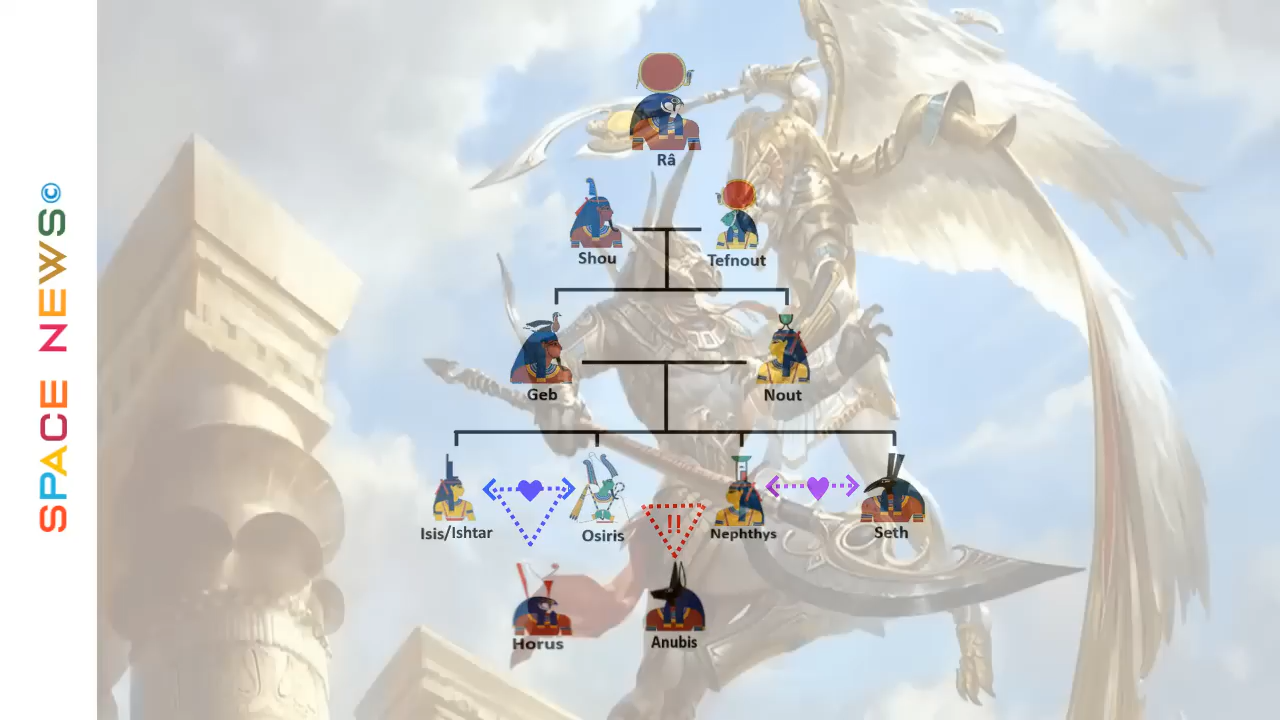 SPACE NEWS©
Râ
Shou
Tefnout
Geb
Nout
Isis/Ishtar
Osiris
!!
Nephthys
Seth
Horus
Anubis